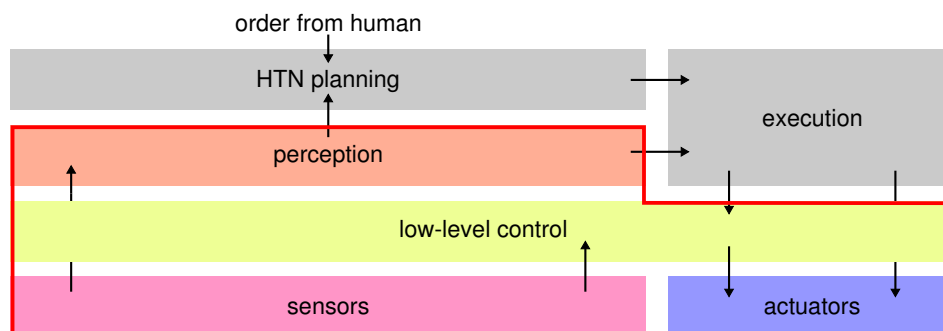 order from human
HTN planning
execution
perception
low-level control
sensors
actuators